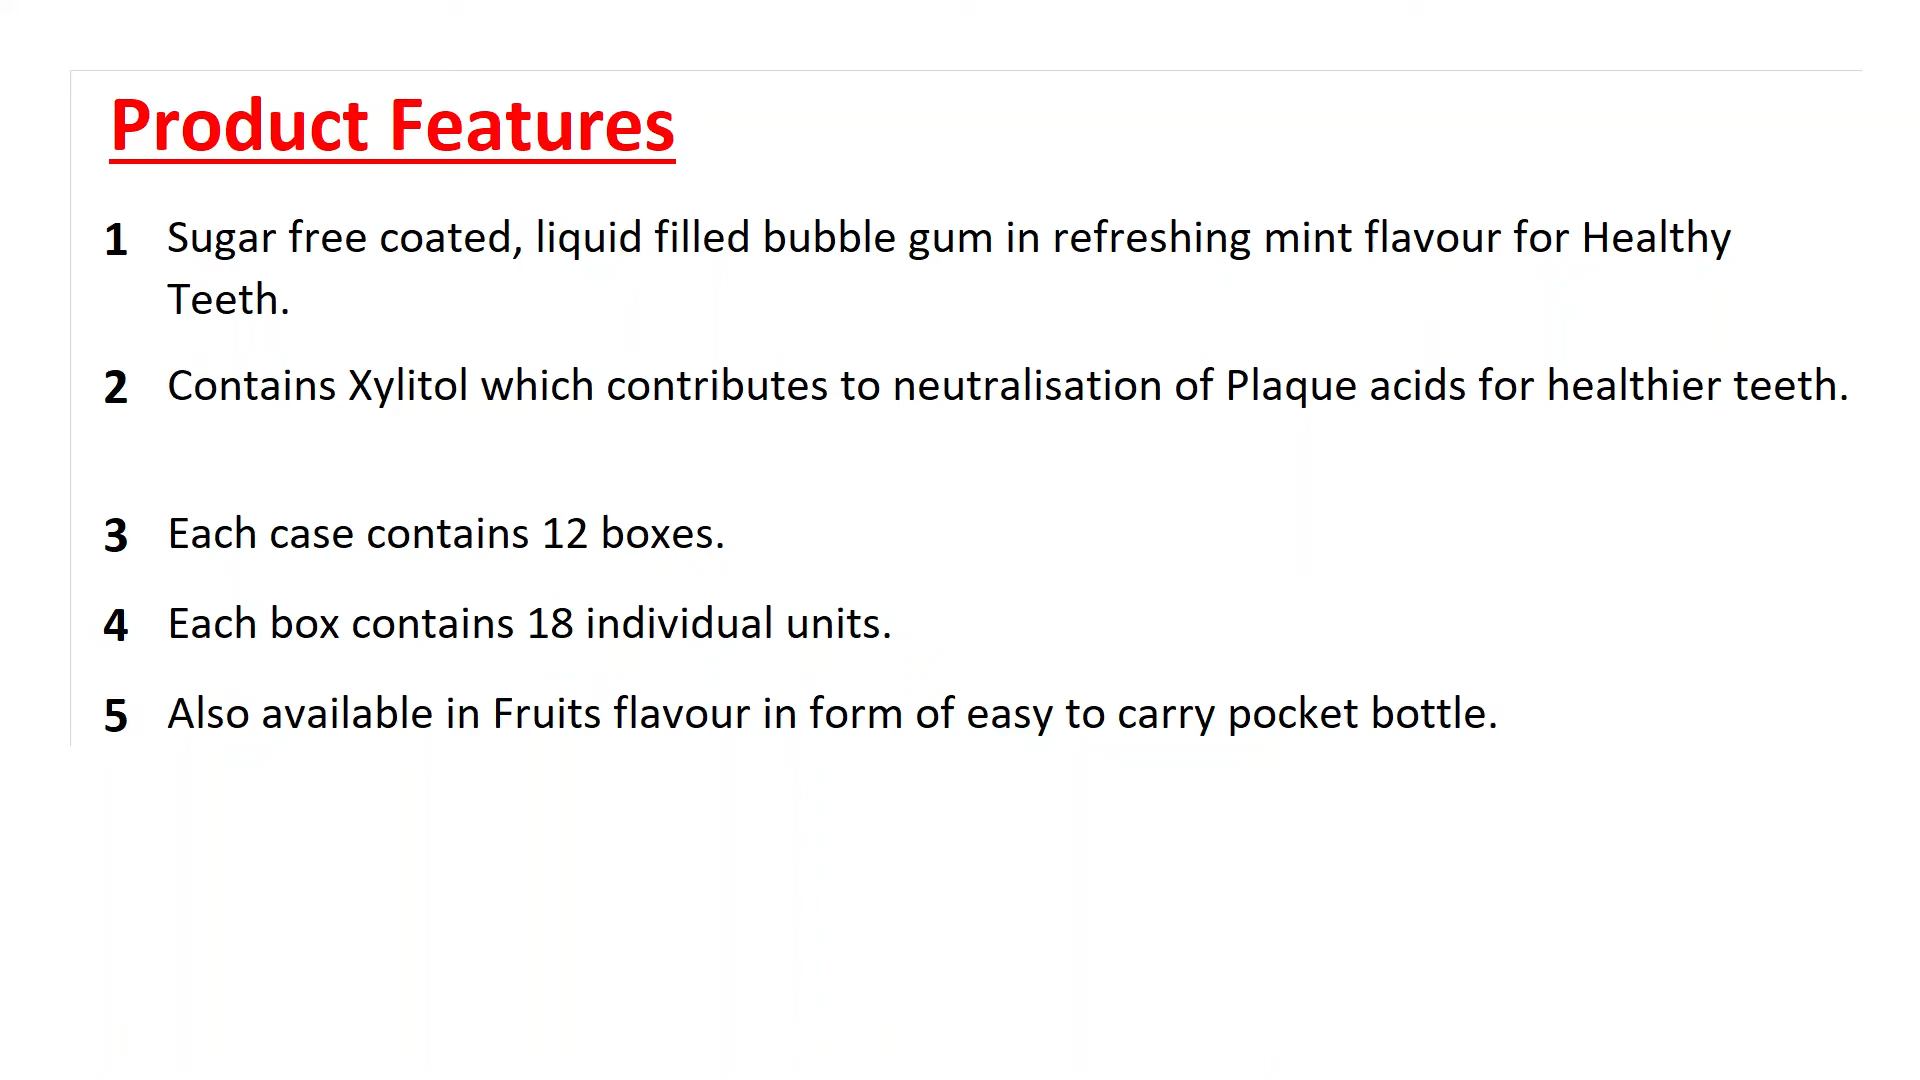 Product Features
1 Sugar free coated, liquid filled bubble gum in refreshing mint flavour for Healthy
Teeth.
2 Contains Xylitol which contributes to neutralisation of Plaque acids for healthier teeth.
3 Each case contains 12 boxes.
4 Each box contains 18 individual units.
5 Also available in Fruits flavour in form of easy to carry pocket bottle.